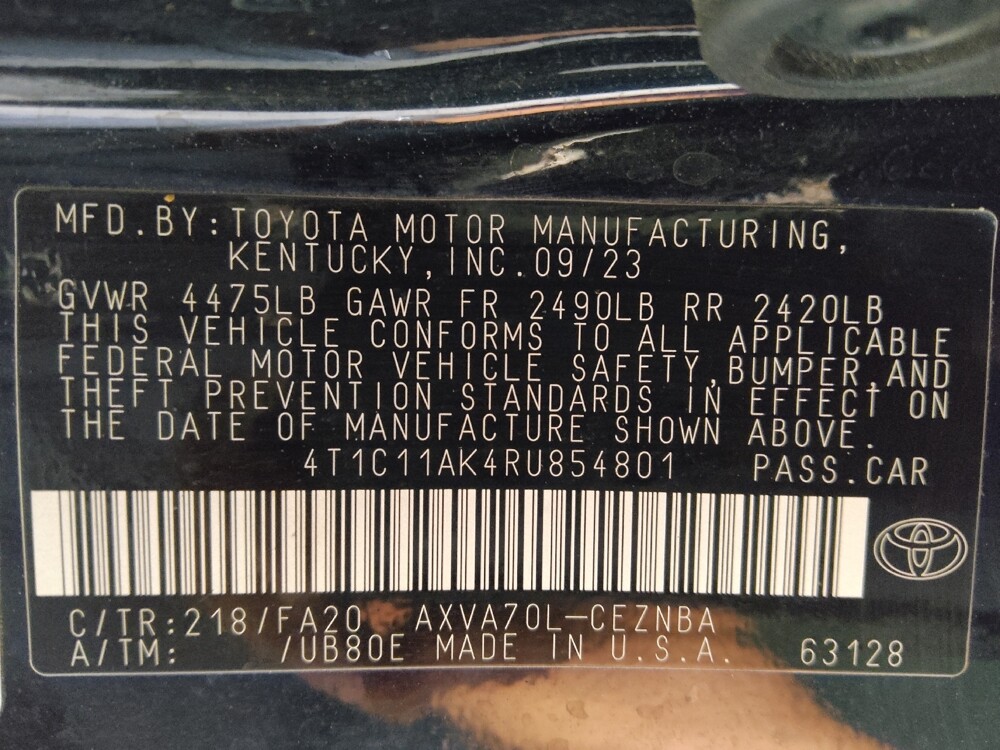 MFD.BY:TOYOTA MOTOR MANUFACTURING,
KENTUCKY,INC.09/23
GVWR 4475LB GAWR FR 2490LB RR 2420LB
THIS VEHICLE CONFORMS TO ALL APPLICABLE
FEDERAL MOTOR VEHICLE SAFETY,BUMPER,AND
THEFT PREVENTION STANDARDS IN EFFECT ON
THE DATE OF MANUFACTURE SHOWN ABOVE.
4T1C11AK4RU854801 PASS.CAR
C/TR:218/FA20 AXVA70L-CEZNBA
A/TM: /UB80E MADE IN U.S.A. 63128